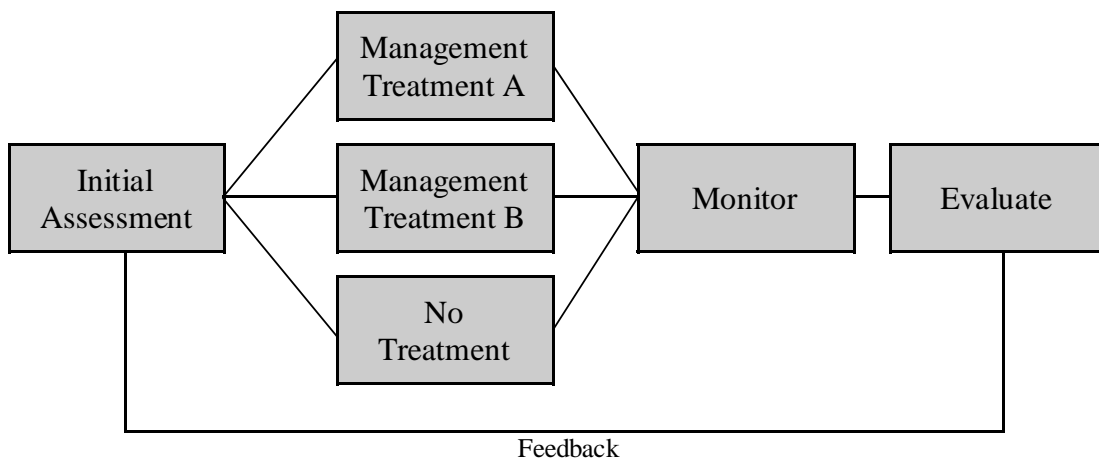 Initial
Assessment
Management
Treatment A
Management
Treatment B
No
Treatment
Monitor
Evaluate
Feedback